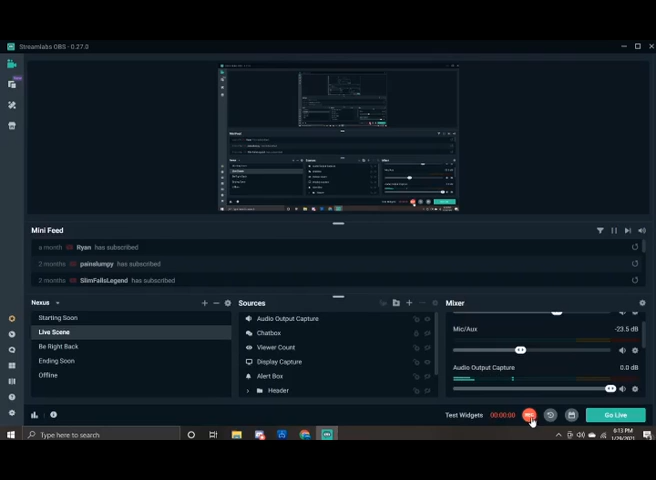 Streamlabs OBS - 0.27.0
Mini Feed
a month Ryan has subscribed
2 months painslumpy has subscribed
2 months SlimFailsLegend has subscribed
Nexus
Starting Soon
Live Scene
Be Right Back
Ending Soon
Offline
Sources
Audio Output Capture
Chatbox
Viewer Count
Display Capture
Alert Box
Header
Mixer
Mic/Aux -23.5 dB
Audio Output Capture 0.0 dB
Test Widgets 00:00:00 REC Go Live
Type here to search
8:13 PM
1/29/2021